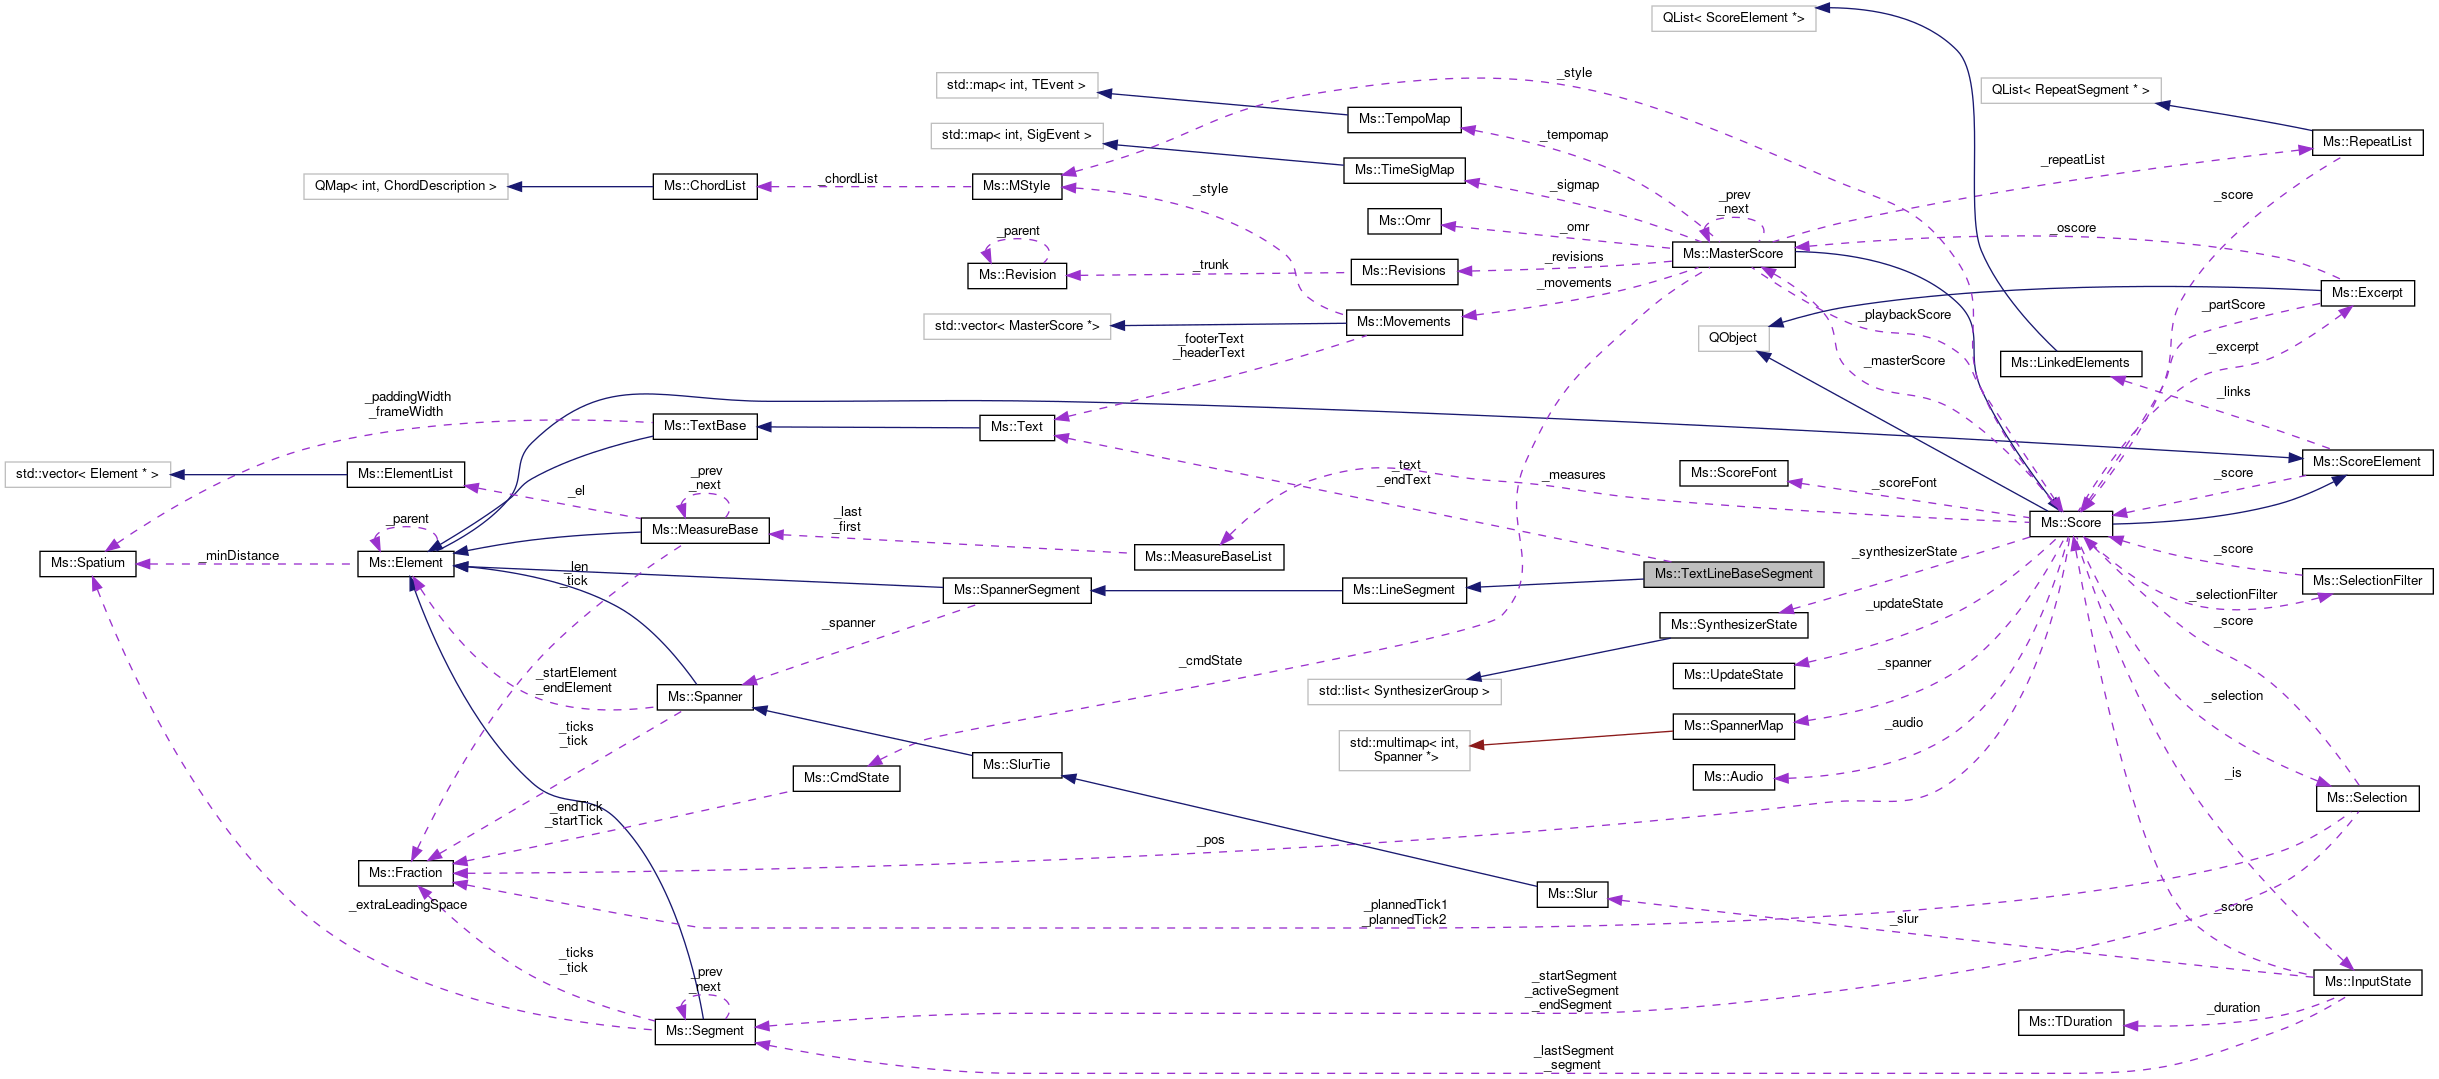 QList< ScoreElement *>
_style
std::map< int, TEvent >
QList< RepeatSegment * >
Ms::TempoMap
std::map< int, SigEvent >
_tempomap
Ms::RepeatList
_repeatList
Ms::TimeSigMap
QMap< int, ChordDescription >
Ms::ChordList
_chordList
Ms::MStyle
_style
_sigmap
_prev
_next
_score
Ms::Omr
_omr
_oscore
_parent
Ms::MasterScore
Ms::Revision
_trunk
Ms::Revisions
_revisions
_movements
Ms::Excerpt
std::vector< MasterScore *>
Ms::Movements
_playbackScore
_partScore
QObject
_footerText
_headerText
_excerpt
_masterScore
Ms::LinkedElements
_links
_paddingWidth
_frameWidth
Ms::TextBase
Ms::Text
std::vector< Element * >
Ms::ElementList
_el
_prev
_next
_text
_endText
_measures
Ms::ScoreFont
_scoreFont
_score
Ms::ScoreElement
_parent
Ms::MeasureBase
_last
_first
Ms::Score
Ms::MeasureBaseList
_synthesizerState
_score
Ms::Spatium
_minDistance
Ms::Element
_len
_tick
Ms::SpannerSegment
Ms::LineSegment
Ms::TextLineBaseSegment
Ms::SelectionFilter
_selectionFilter
_score
_updateState
Ms::SynthesizerState
_spanner
_cmdState
_startElement
_endElement
Ms::Spanner
std::list< SynthesizerGroup >
Ms::UpdateState
_spanner
_selection
_ticks
_tick
Ms::SpannerMap
_audio
std::multimap< int,
Spanner *>
Ms::SlurTie
Ms::CmdState
Ms::Audio
_is
Ms::Selection
_endTick
_startTick
_pos
Ms::Fraction
Ms::Slur
_extraLeadingSpace
_plannedTick1
_plannedTick2
_slur
_score
_ticks
_tick
_prev
_next
_startSegment
_activeSegment
_endSegment
Ms::InputState
Ms::Segment
Ms::TDuration
_duration
_lastSegment
_segment